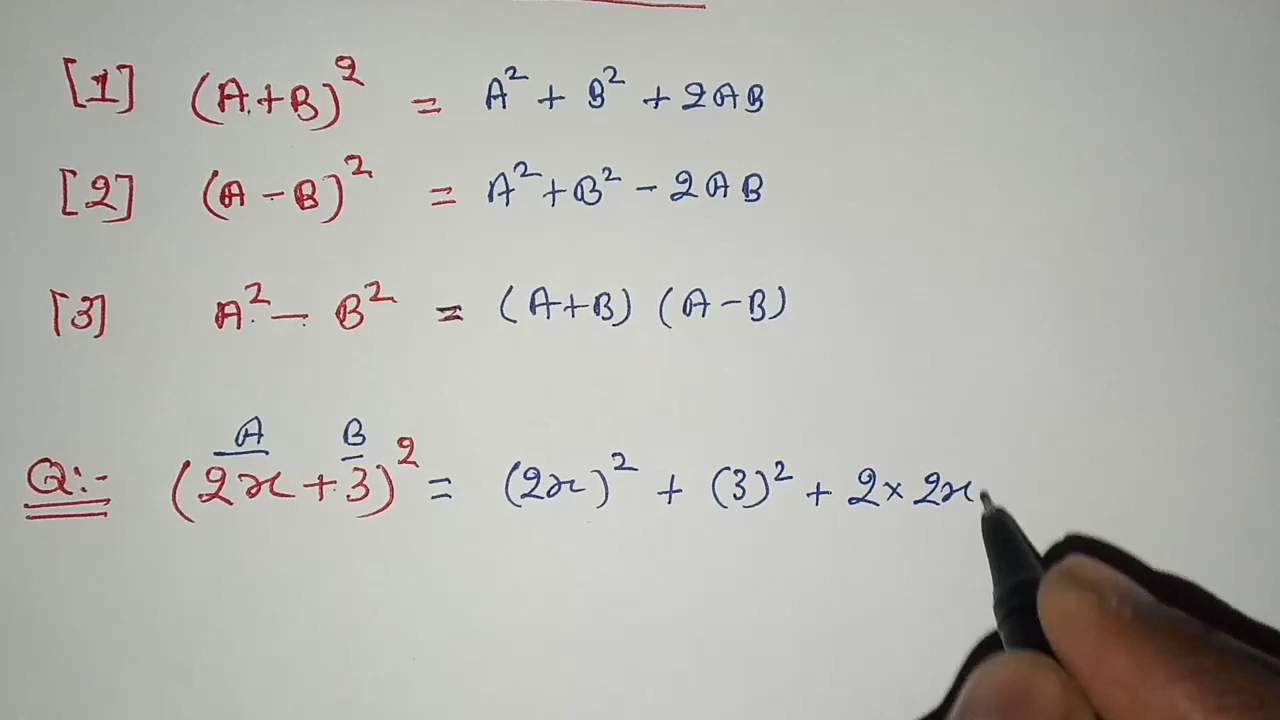 [1] (A+B)² = A² + B² + 2AB
[2] (A-B)² = A²+B² - 2AB
[3] A² - B² = (A+B) (A-B)
A B
Q:- (2x+3)² = (2x)² + (3)² + 2×2x